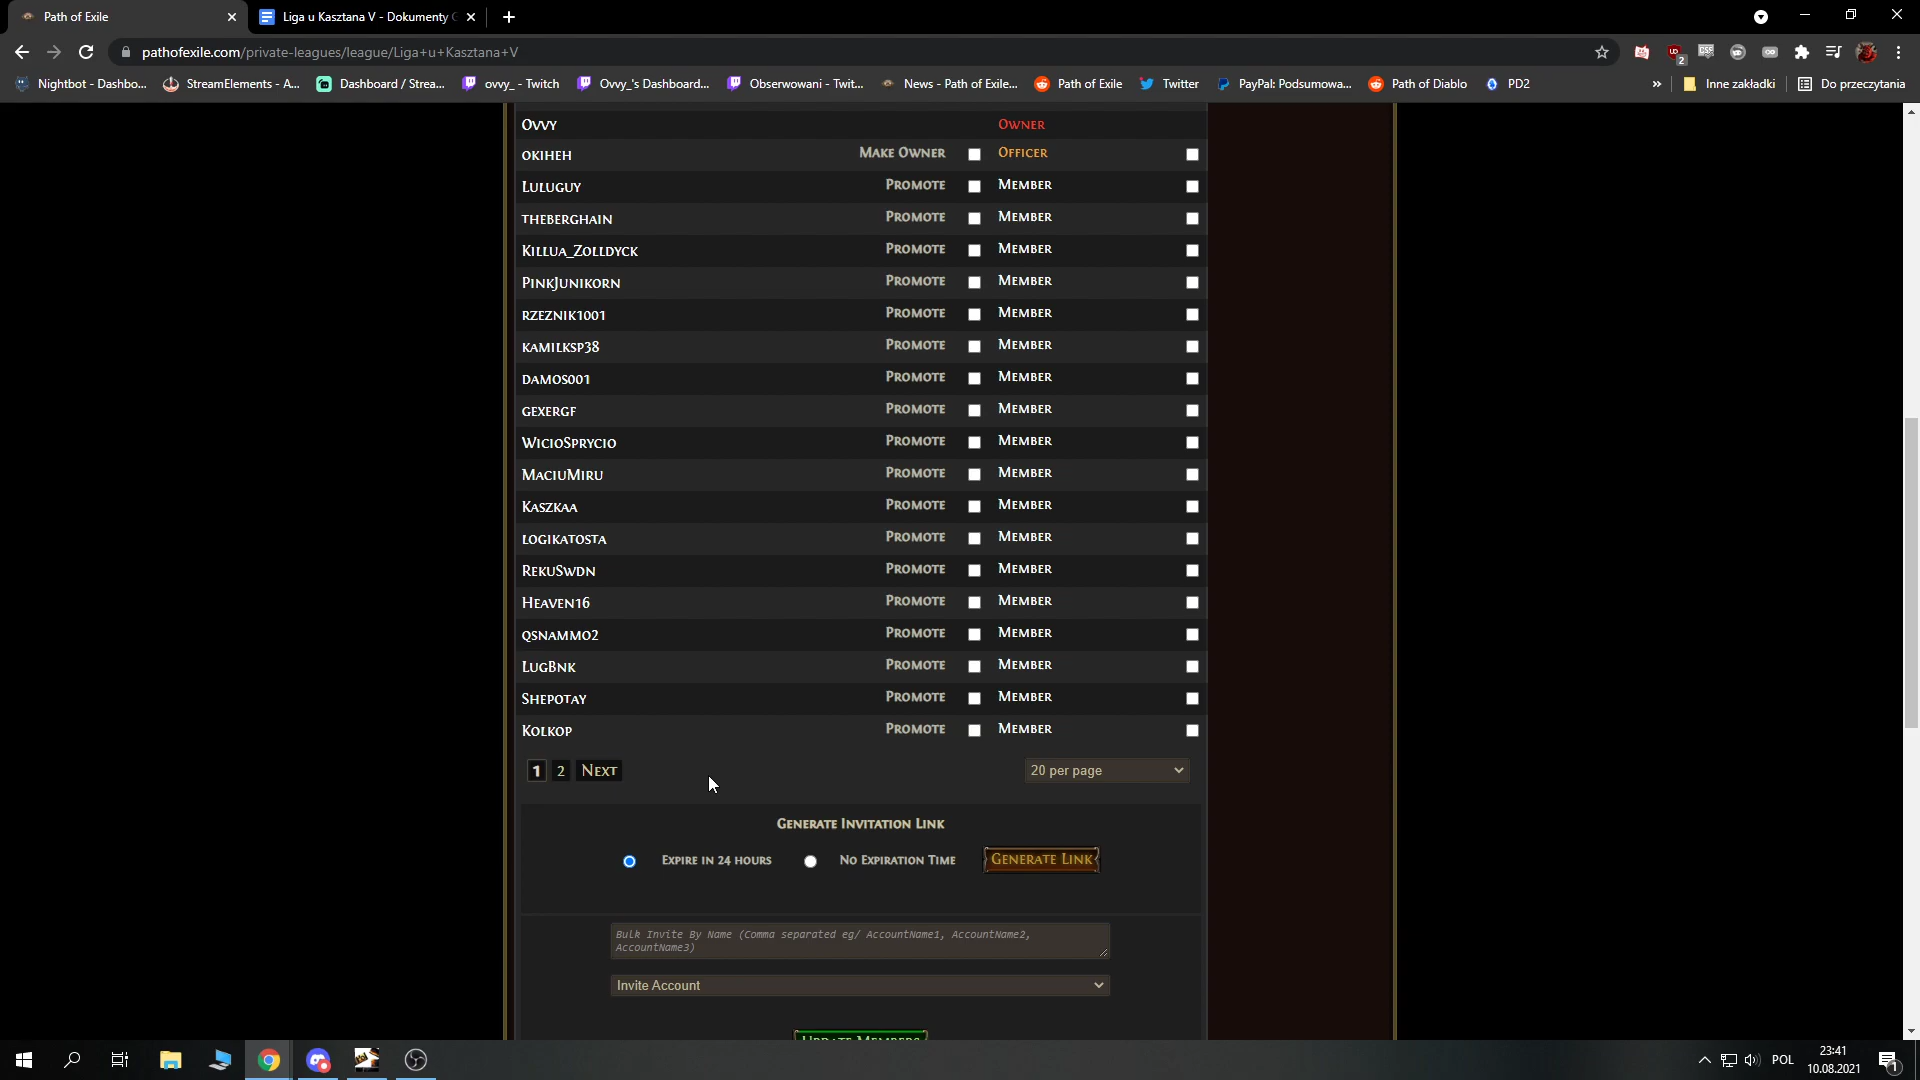 Path of Exile
Liga u Kasztana V - Dokumenty G
pathofexile.com/private-leagues/league/Liga+u+Kasztana+V
2
Nightbot - Dashbo...
StreamElements - A...
Dashboard / Strea...
ovvy_ - Twitch
Ovvy_'s Dashboard...
Obserwowani - Twit...
News - Path of Exile...
Path of Exile
Twitter
PayPal: Podsumowa...
Path of Diablo
PD2
»
Inne zakładki
Do przeczytania
Ovvy Owner
okiheh Make Owner Officer
Luluguy Promote Member
theberghain Promote Member
Killua_Zolldyck Promote Member
PinkJunikorn Promote Member
rzeznik1001 Promote Member
kamilksp38 Promote Member
damos001 Promote Member
gexergf Promote Member
WicioSprycio Promote Member
MaciuMiru Promote Member
Kaszkaa Promote Member
logikatosta Promote Member
RekuSwdn Promote Member
Heaven16 Promote Member
qsnammo2 Promote Member
LugBnk Promote Member
Shepotay Promote Member
Kolkop Promote Member
1 2 Next 20 per page
Generate Invitation Link
Expire in 24 hours No Expiration Time Generate Link
Bulk Invite By Name (Comma separated eg/ AccountName1, AccountName2,
AccountName3)
Invite Account
Update Members
POL
23:41
10.08.2021
1